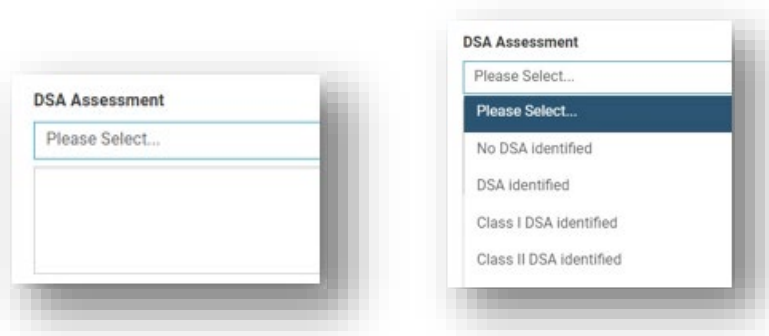 DSA Assessment
Please Select...
DSA Assessment
Please Select...
Please Select...
No DSA identified
DSA identified
Class I DSA identified
Class II DSA identified